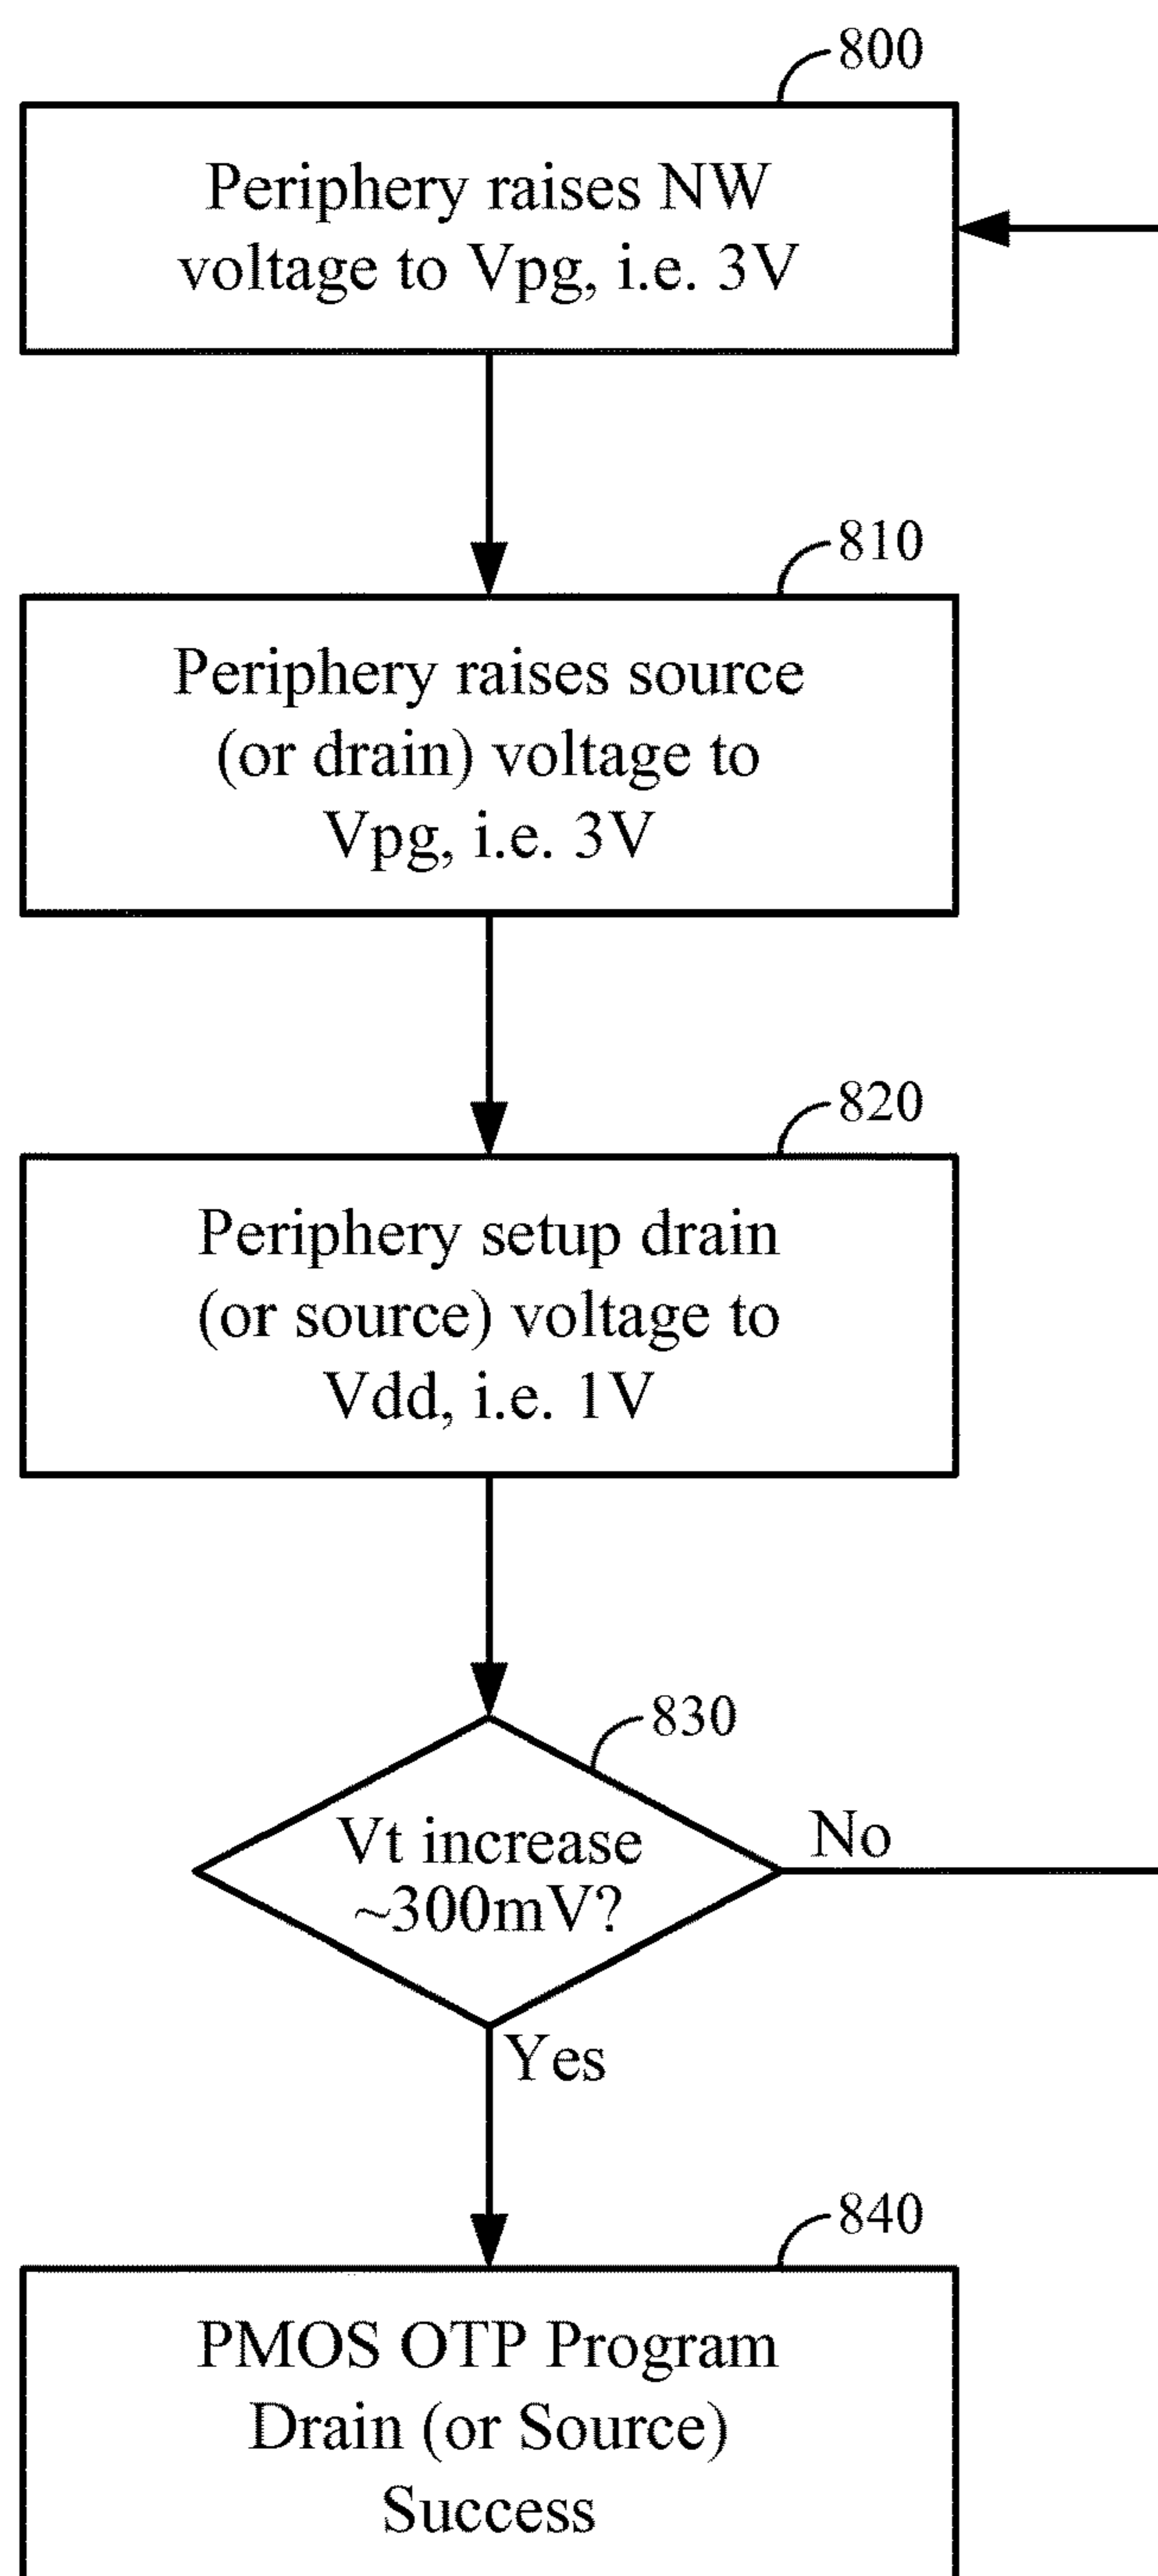 800
Periphery raises NW
voltage to Vpg, i.e. 3V
810
Periphery raises source
(or drain) voltage to
Vpg, i.e. 3V
820
Periphery setup drain
(or source) voltage to
Vdd, i.e. 1V
830
Vt increase
~300mV?
No
Yes
840
PMOS OTP Program
Drain (or Source)
Success